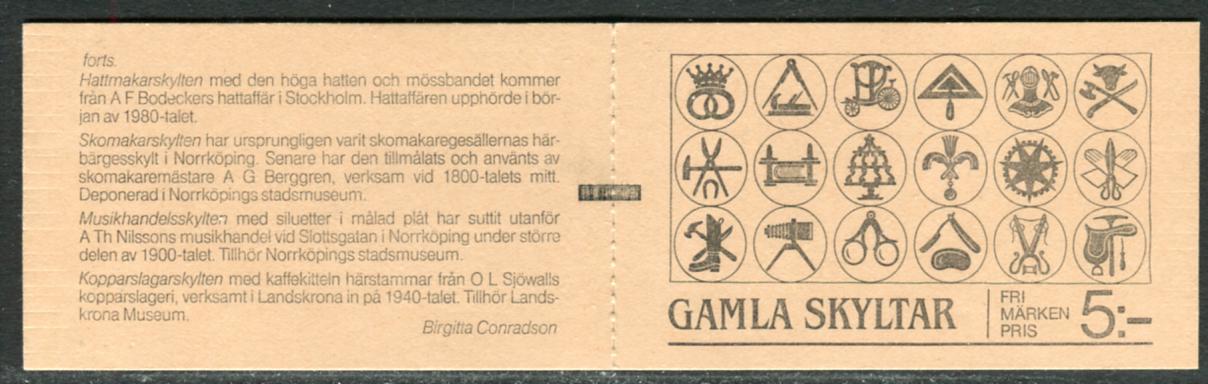 forts.
Hattmakarskylten med den höga hatten och mössbandet kommer
från A F Bodeckers hattaffär i Stockholm. Hattaffären upphörde i bör-
jan av 1980-talet.
Skomakarskylten har ursprungligen varit skomakaregesällernas här-
bärgesskylt i Norrköping. Senare har den tillmålats och använts av
skomakaremästare A G Berggren, verksam vid 1800-talets mitt.
Deponerad i Norrköpings stadsmuseum.
Musikhandelsskylten med siluetter i målad plåt har suttit utanför
A Th Nilssons musikhandel vid Slottsgatan i Norrköping under större
delen av 1900-talet. Tillhör Norrköpings stadsmuseum.
Kopparslagarskylten med kaffekitteln härstammar från O L Sjöwalls
kopparslageri, verksamt i Landskrona in på 1940-talet. Tillhör Lands-
krona Museum.
Birgitta Conradson
GAMLA SKYLTAR
FRI
MÄRKEN
PRIS
5:-